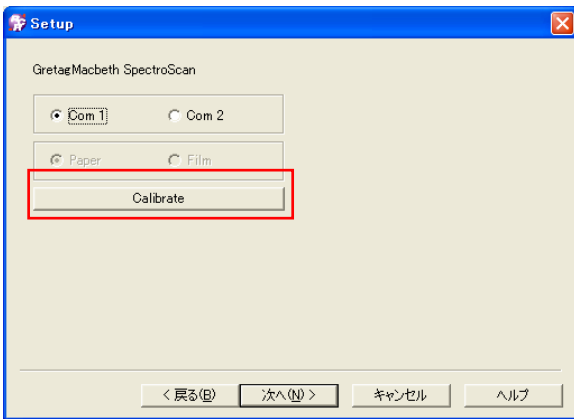 Setup
GretagMacbeth SpectroScan
Com 1 Com 2
Paper Film
Calibrate
< 戻る(B) 次へ(N) > キャンセル ヘルプ